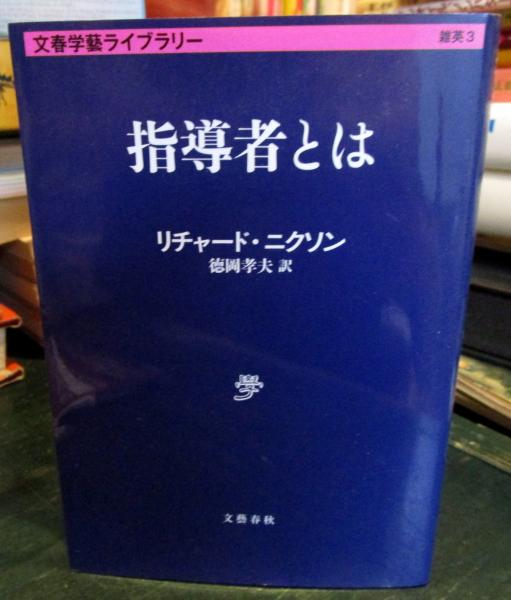 文春学藝ライブラリー
雑英3
指導者とは
リチャード・ニクソン
徳岡孝夫 訳
學
文藝春秋